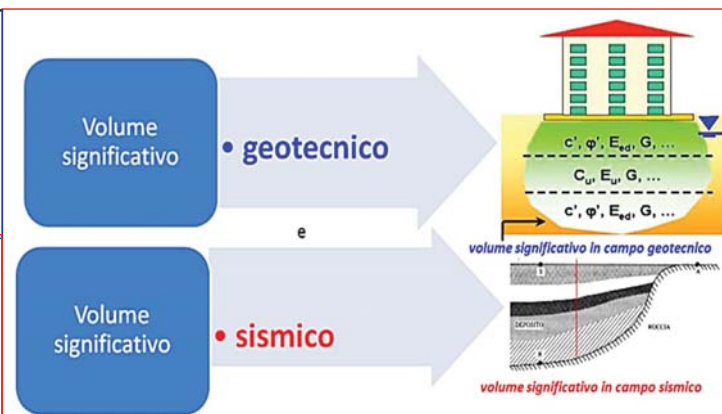 Volume
significativo
• geotecnico
c', φ', Eed, G, ...
Cu, Eu, G, ...
c', φ', Eed, G, ...
volume significativo in campo geotecnico
e
Volume
significativo
• sismico
DEPOSITO
ROCCIA
volume significativo in campo sismico